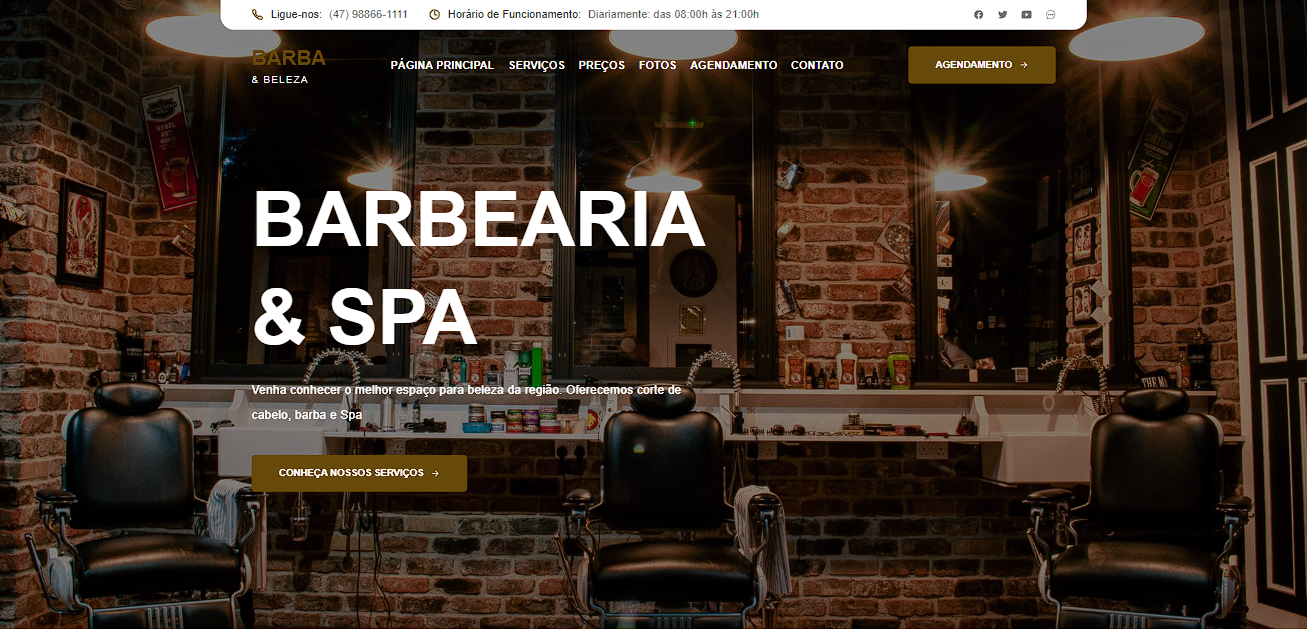 Ligue-nos: (47) 98866-1111
Horário de Funcionamento: Diariamente: das 08:00h às 21:00h
BARBA
& BELEZA
PÁGINA PRINCIPAL SERVIÇOS PREÇOS FOTOS AGENDAMENTO CONTATO
AGENDAMENTO →
REBEL
RED
BARBEARIA
& SPA
Venha conhecer o melhor espaço para beleza da região. Oferecemos corte de
cabelo, barba e Spa
CONHEÇA NOSSOS SERVIÇOS →